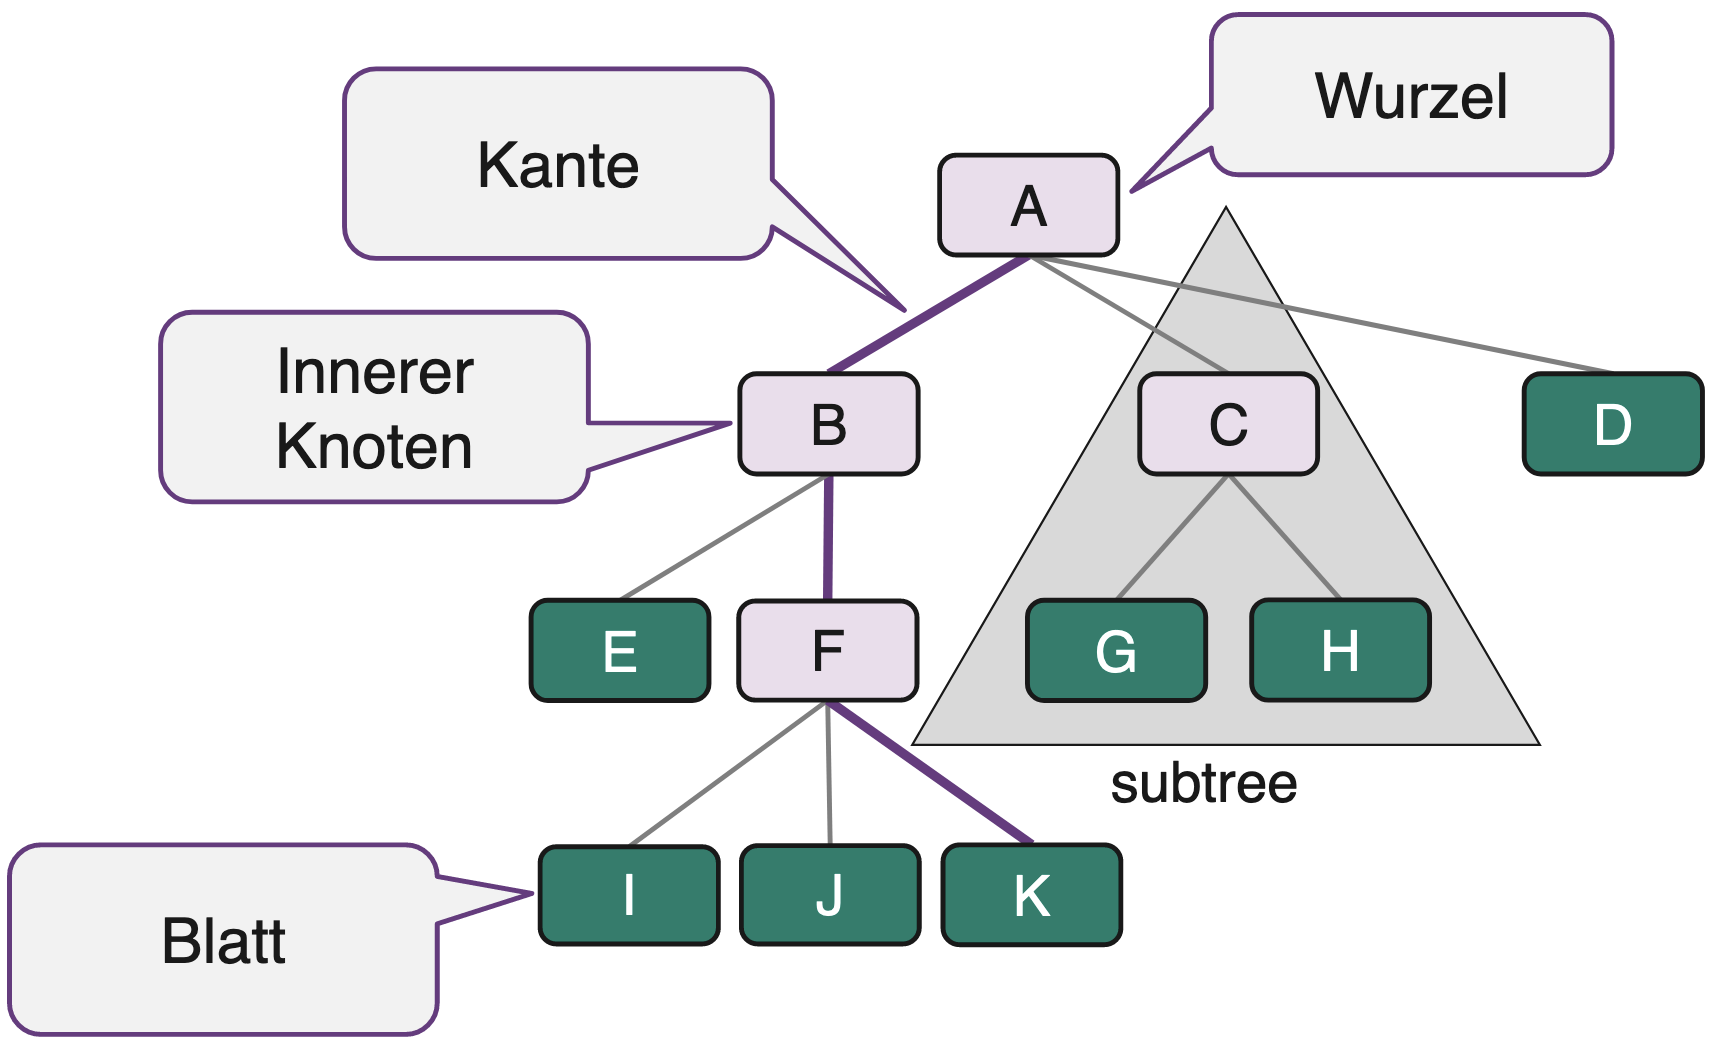 Wurzel
Kante
A
Innerer
Knoten
B
C
D
E
F
G
H
subtree
I
J
K
Blatt